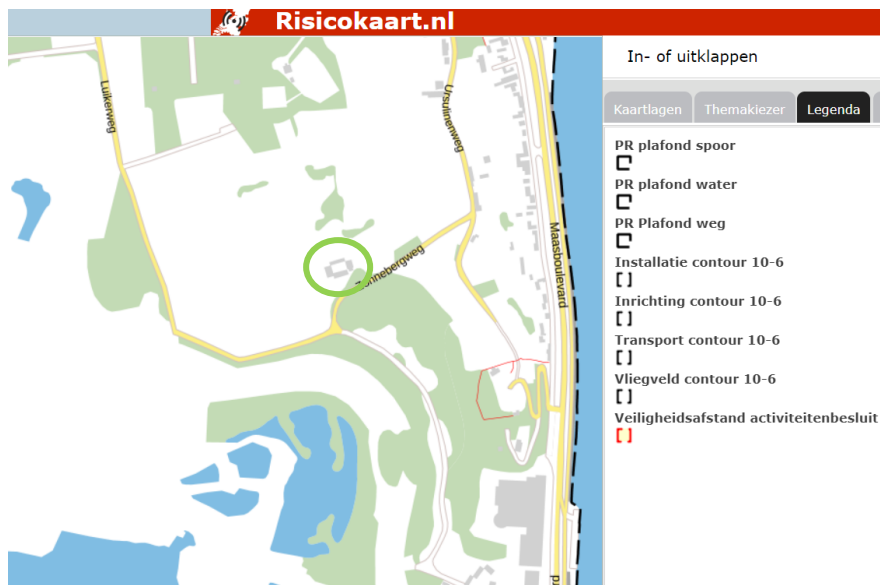 Risicokaart.nl
In- of uitklappen
Kaartlagen Themakiezer Legenda
PR plafond spoor
PR plafond water
PR Plafond weg
Installatie contour 10-6
Inrichting contour 10-6
Transport contour 10-6
Vliegveld contour 10-6
Veiligheidsafstand activiteitenbesluit
Luikerweg
Ursulinenweg
Maasboulevard